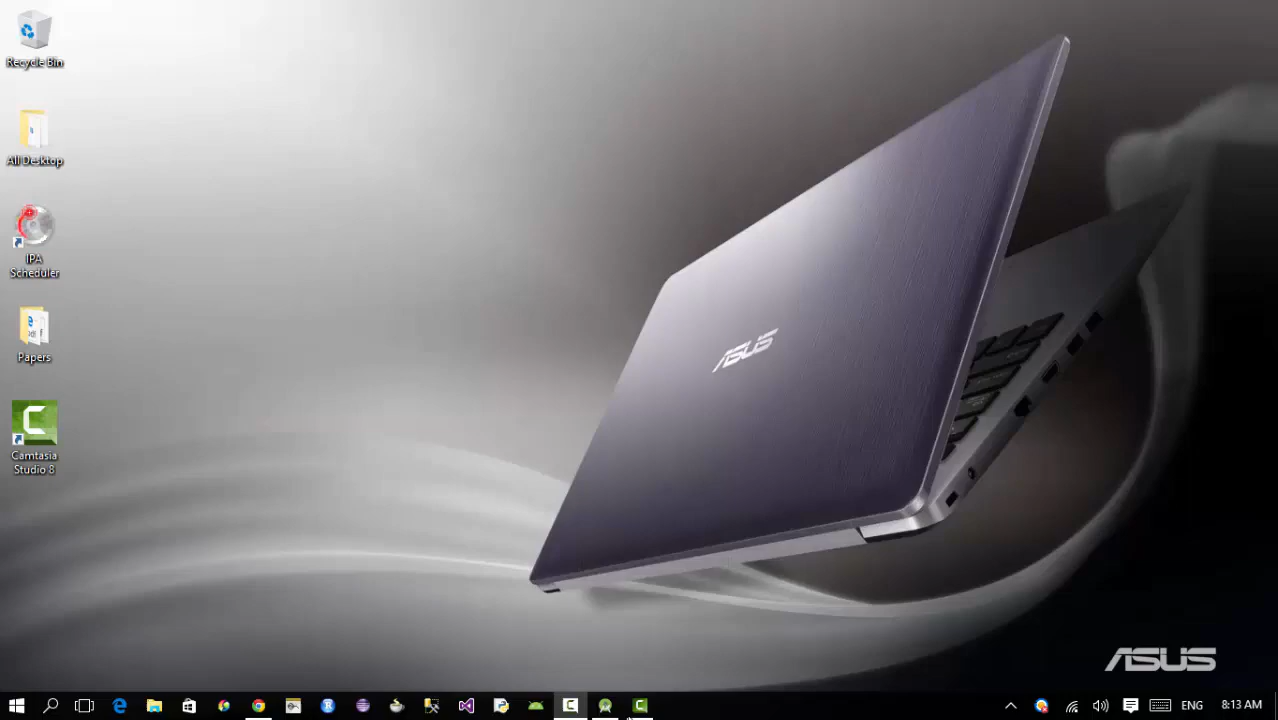 Recycle Bin
All Desktop
IPA
Scheduler
Papers
Camtasia
Studio 8
ASUS
ASUS
ENG
8:13 AM